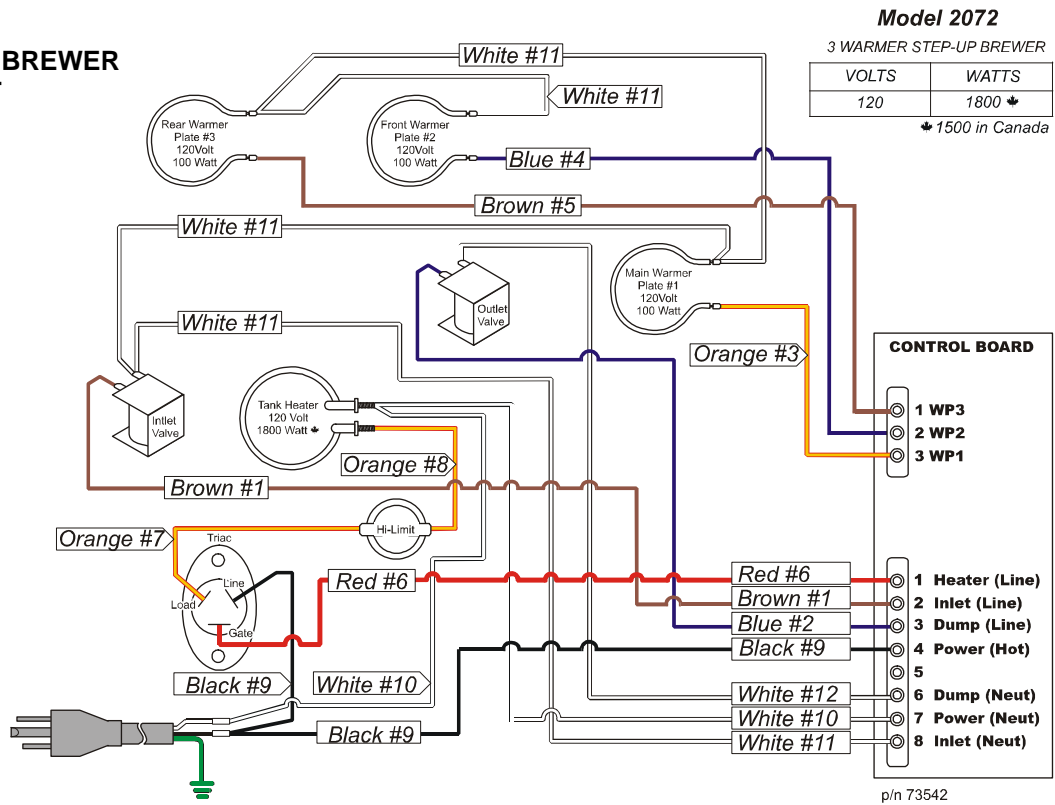 BREWER
Model 2072
3 WARMER STEP-UP BREWER
VOLTS WATTS
120 1800
1500 in Canada
White #11
White #11
Rear Warmer
Plate #3
120Volt
100 Watt
Front Warmer
Plate #2
120Volt
100 Watt
Blue #4
Brown #5
White #11
Main Warmer
Plate #1
120Volt
100 Watt
Outlet
Valve
White #11
Orange #3
CONTROL BOARD
1 WP3
2 WP2
3 WP1
Intlet
Valve
Tank Heater
120 Volt
1800 Watt
Orange #8
Brown #1
Orange #7
Hi-Limit
Triac
Line
Load
Gate
Red #6
Red #6
Brown #1
Blue #2
Black #9
1 Heater (Line)
2 Inlet (Line)
3 Dump (Line)
4 Power (Hot)
5
6 Dump (Neut)
7 Power (Neut)
8 Inlet (Neut)
Black #9
White #10
White #12
White #10
White #11
Black #9
p/n 73542